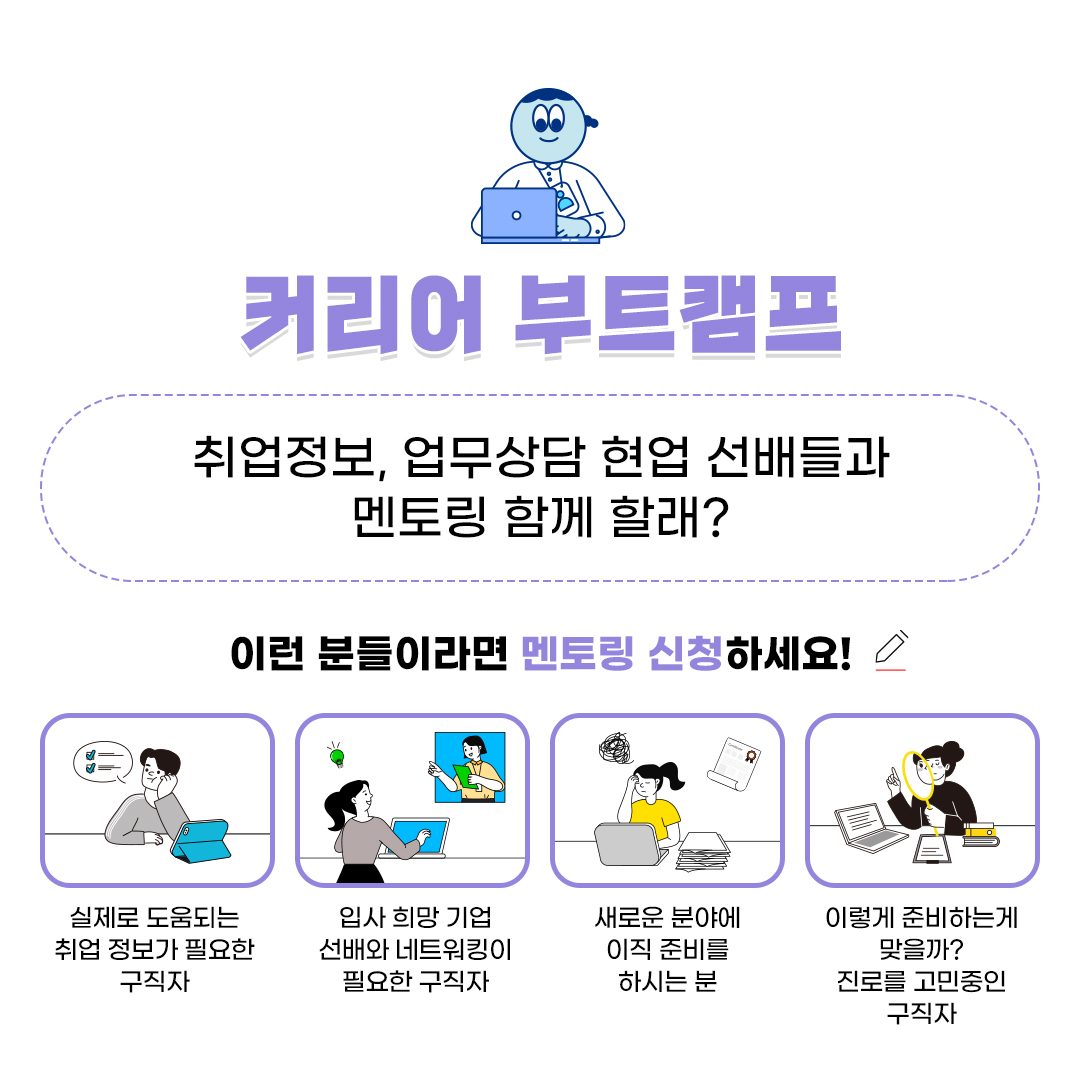 커리어 부트캠프
취업정보, 업무상담 현업 선배들과
멘토링 함께 할래?
이런 분들이라면 멘토링 신청하세요!
실제로 도움되는
취업 정보가 필요한
구직자
입사 희망 기업
선배와 네트워킹이
필요한 구직자
새로운 분야에
이직 준비를
하시는 분
이렇게 준비하는게
맞을까?
진로를 고민중인
구직자